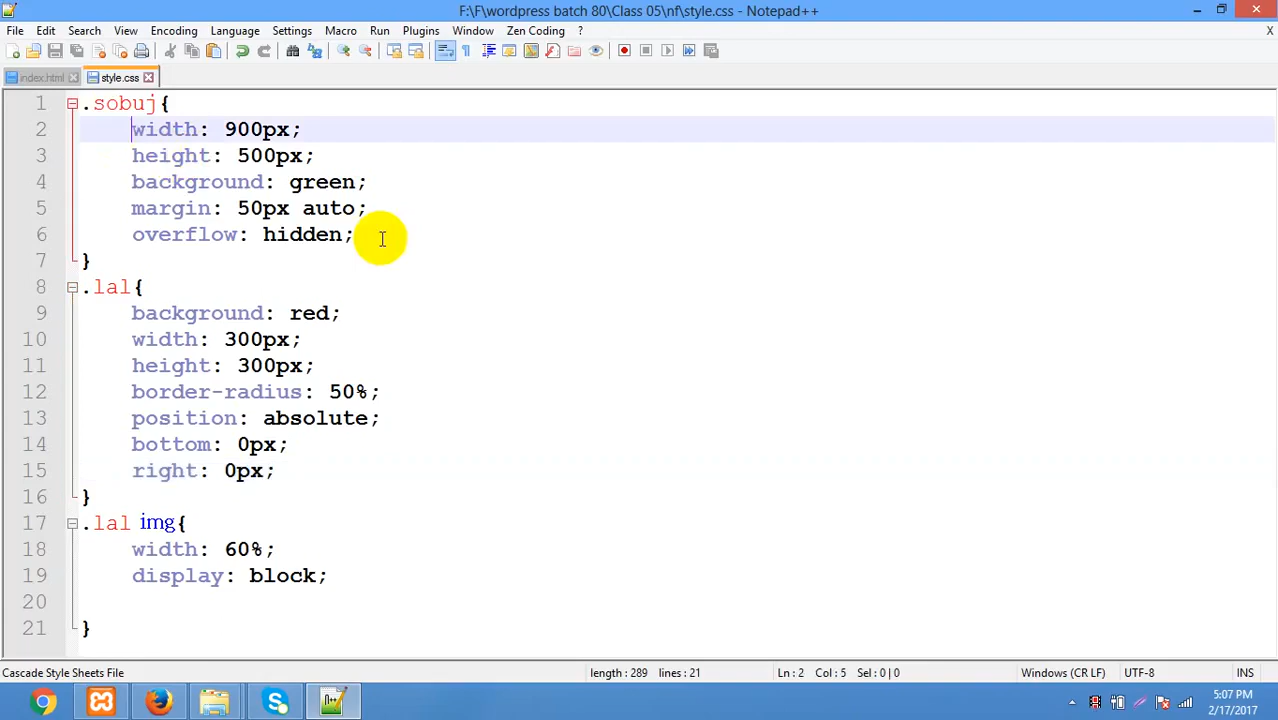 F:\F\wordpress batch 80\Class 05\nf\style.css - Notepad++
File Edit Search View Encoding Language Settings Macro Run Plugins Window Zen Coding ? X
index.html style.css
1 .sobuj{
2 width: 900px;
3 height: 500px;
4 background: green;
5 margin: 50px auto;
6 overflow: hidden;
7 }
8 .lal{
9 background: red;
10 width: 300px;
11 height: 300px;
12 border-radius: 50%;
13 position: absolute;
14 bottom: 0px;
15 right: 0px;
16 }
17 .lal img{
18 width: 60%;
19 display: block;
20
21 }
Cascade Style Sheets File length : 289 lines : 21 Ln : 2 Col : 5 Sel : 0 | 0 Windows (CR LF) UTF-8 INS
5:07 PM
2/17/2017